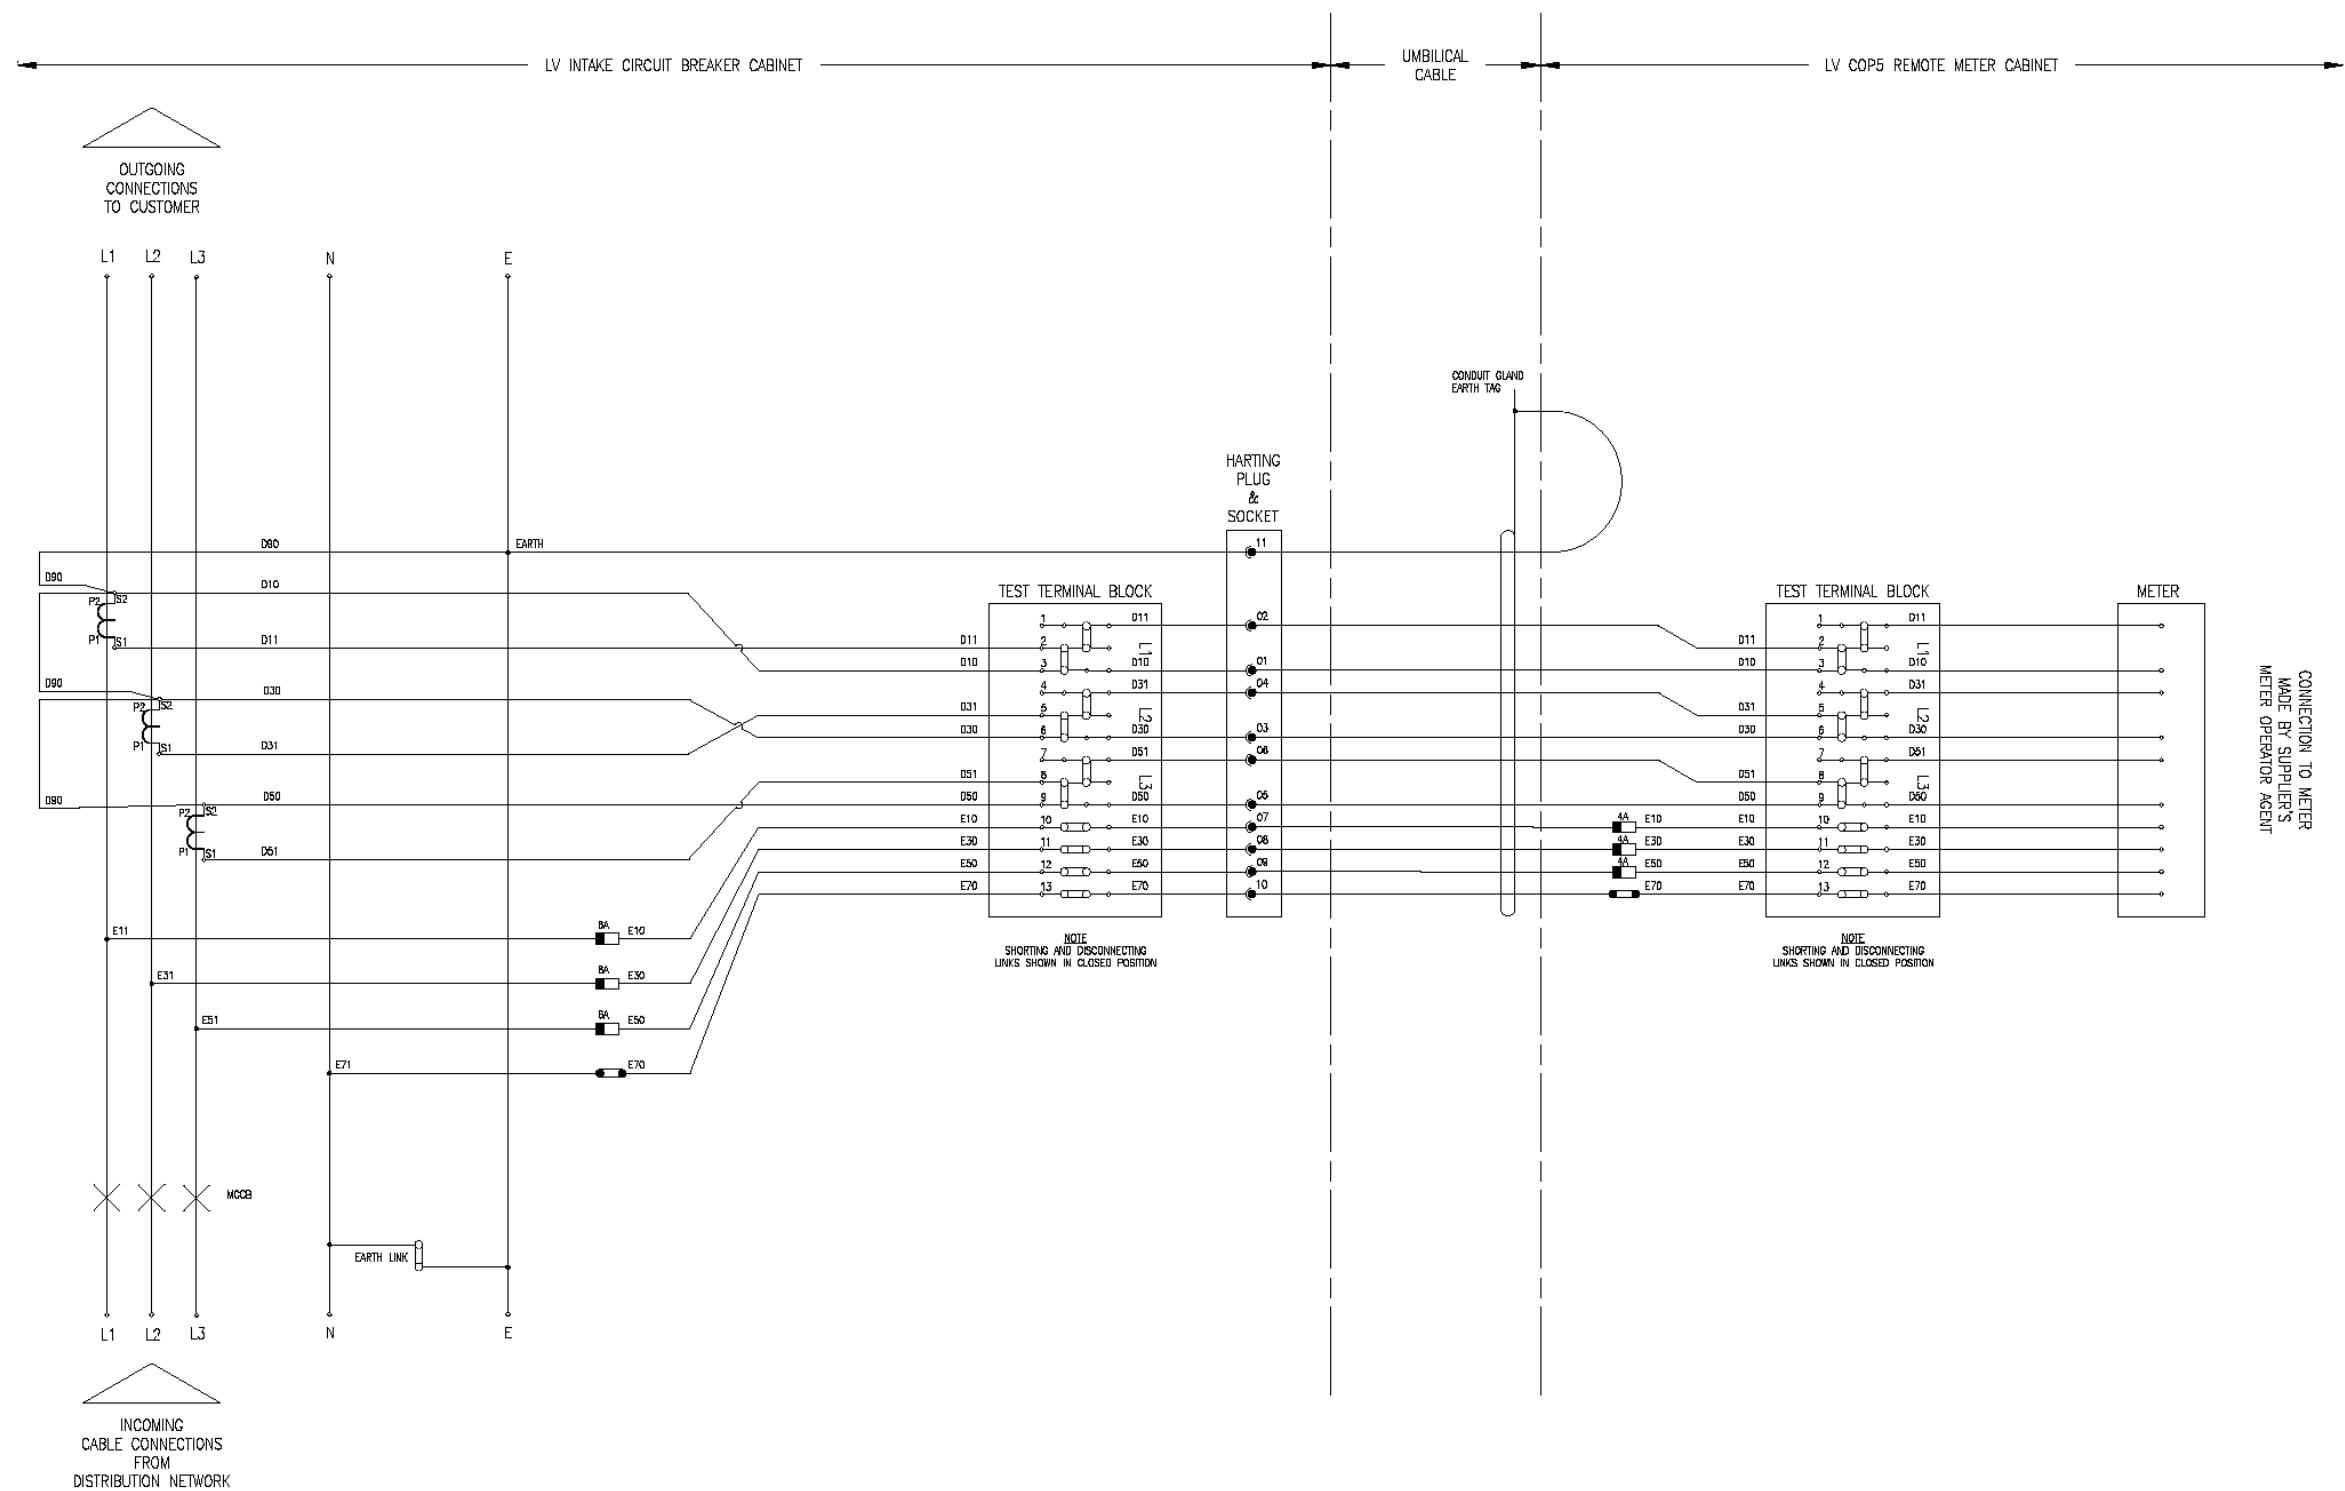 LV INTAKE CIRCUIT BREAKER CABINET
UMBILICAL
CABLE
LV COP5 REMOTE METER CABINET
OUTGOING
CONNECTIONS
TO CUSTOMER
L1
L2
L3
N
E
CONDUIT GLAND
EARTH TAG
HARTING
PLUG
&
SOCKET
D90
EARTH
11
D90
D10
P2
S2
P1
S1
D11
D90
D30
P2
S2
P1
S1
D31
D90
D50
P2
S2
P1
S1
D51
D11
D10
D31
D30
D51
D50
E10
E30
E50
E70
TEST TERMINAL BLOCK
1
2
3
4
5
6
7
8
9
10
11
12
13
L1
L2
L3
D11
D10
D31
D30
D51
D50
E10
E30
E50
E70
NOTE
SHORTING AND DISCONNECTING
LINKS SHOWN IN CLOSED POSITION
02
01
04
03
06
05
07
08
09
10
4A
E10
4A
E30
4A
E50
E70
D11
D10
D31
D30
D51
D50
E10
E30
E50
E70
TEST TERMINAL BLOCK
1
2
3
4
5
6
7
8
9
10
11
12
13
L1
L2
L3
D11
D10
D31
D30
D51
D50
E10
E30
E50
E70
NOTE
SHORTING AND DISCONNECTING
LINKS SHOWN IN CLOSED POSITION
METER
CONNECTION TO METER
MADE BY SUPPLIER'S
METER OPERATOR AGENT
E11
E10
E31
E30
E51
E50
E71
E70
MCCB
EARTH LINK
L1
L2
L3
N
E
INCOMING
CABLE CONNECTIONS
FROM
DISTRIBUTION NETWORK